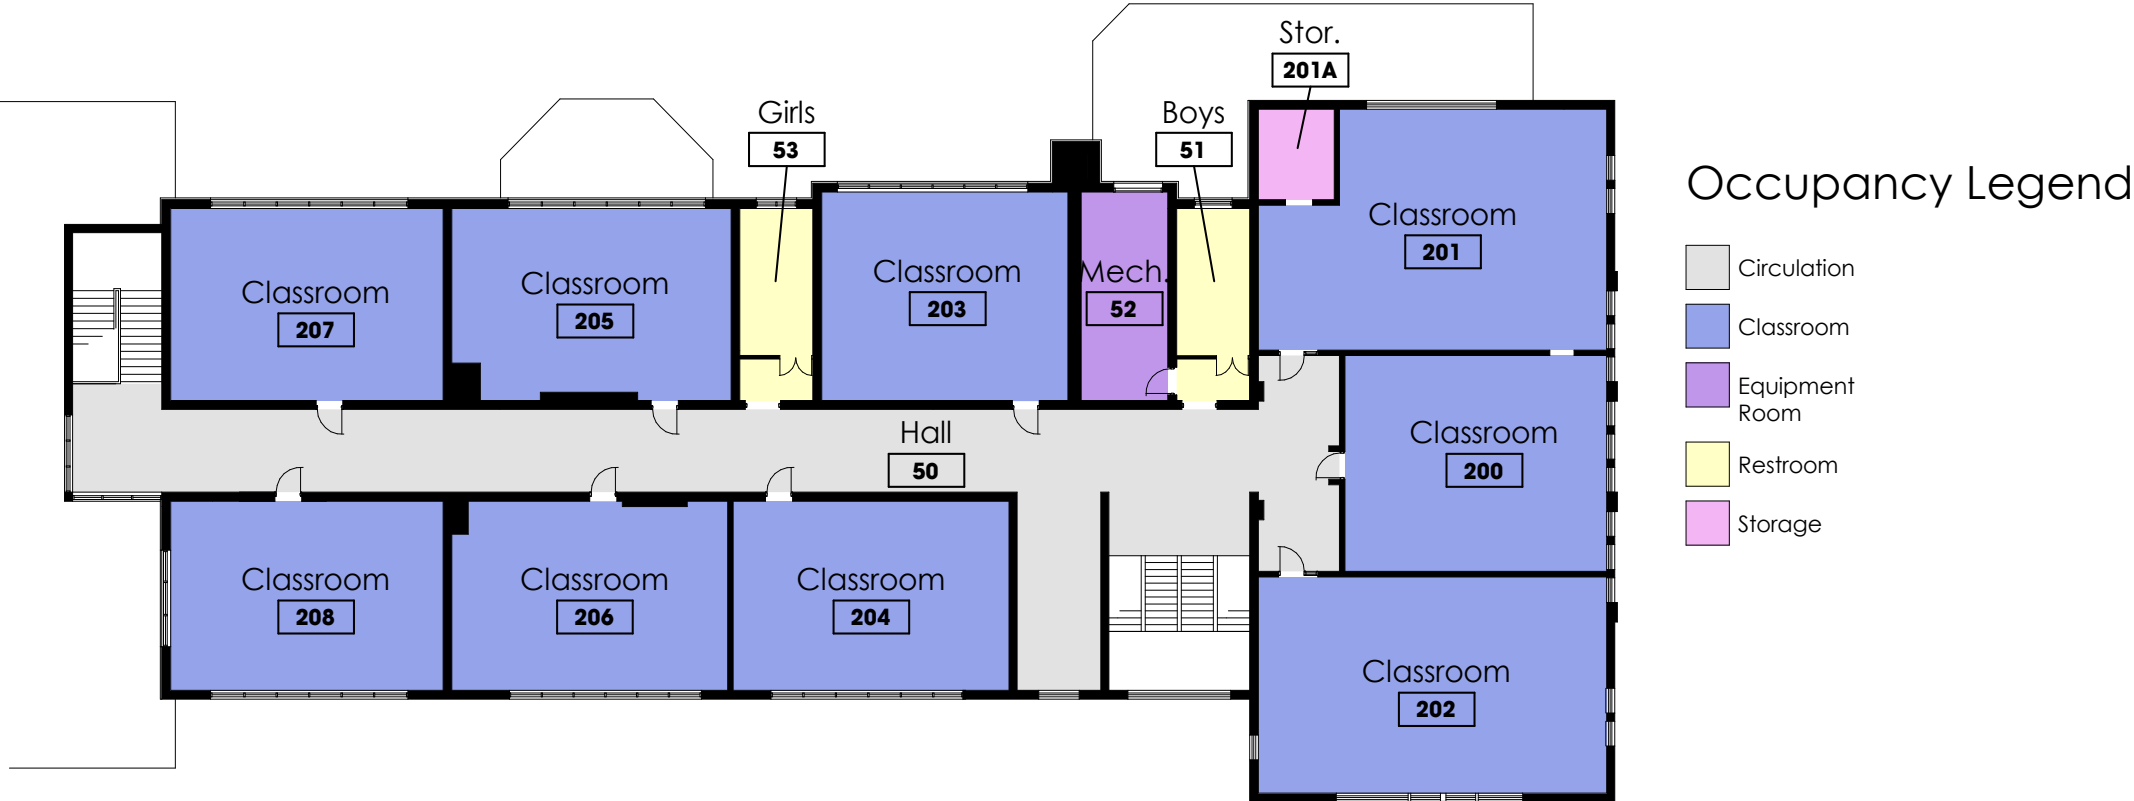 Stor.
201A
Girls
53
Boys
51
Classroom
201
Classroom
207
Classroom
205
Classroom
203
Mech.
52
Hall
50
Classroom
200
Classroom
208
Classroom
206
Classroom
204
Classroom
202
Occupancy Legend
Circulation
Classroom
Equipment
Room
Restroom
Storage